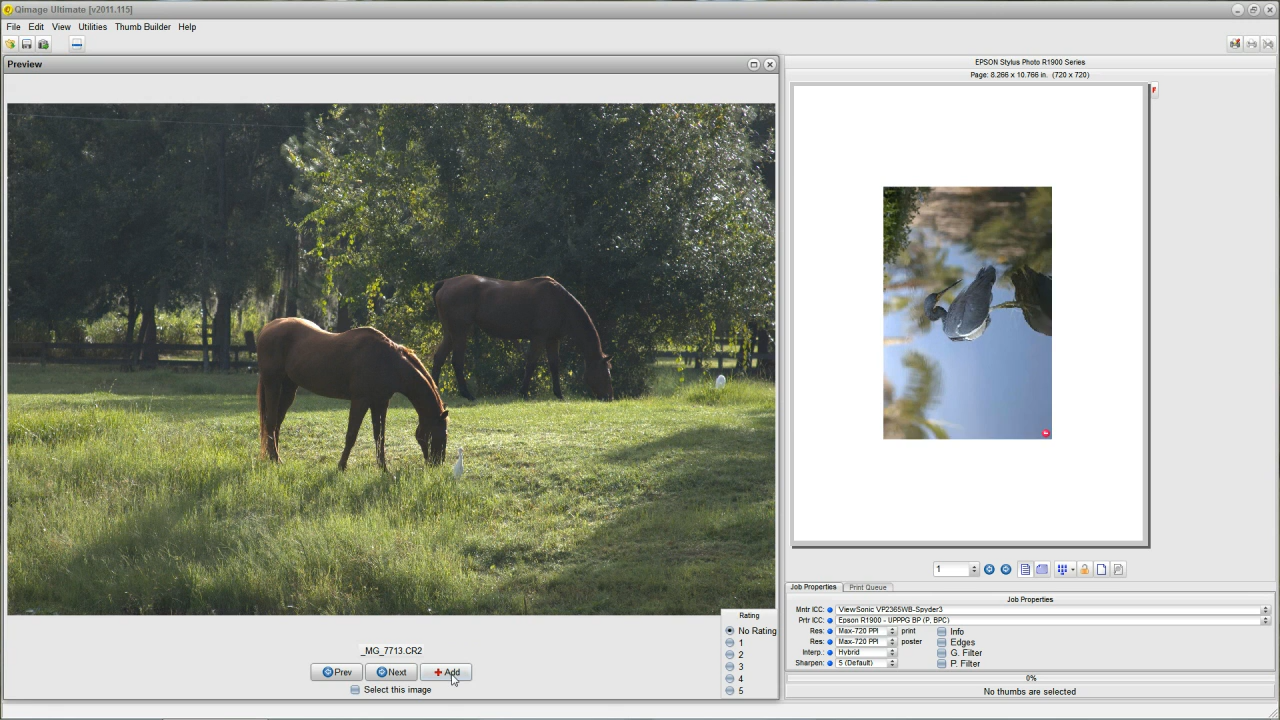 Qimage Ultimate [v2011.115]
File Edit View Utilities Thumb Builder Help
Preview
EPSON Stylus Photo R1900 Series
Page: 8.266 x 10.766 in. (720 x 720)
F
Rating
No Rating
1
2
3
4
5
_MG_7713.CR2
Prev Next Add
Select this image
1
Job Properties Print Queue
Job Properties
Mntr ICC: ViewSonic VP2365WB-Spyder3
Prtr ICC: Epson R1900 - UPPG BP (P, BPC)
Res: Max-720 PPI print Info
Res: Max-720 PPI poster Edges
Interp.: Hybrid G. Filter
Sharpen: 5 (Default) P. Filter
0%
No thumbs are selected